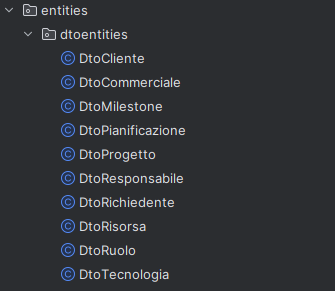 entities
dtoentities
DtoCliente
DtoCommerciale
DtoMilestone
DtoPianificazione
DtoProgetto
DtoResponsabile
DtoRichiedente
DtoRisorsa
DtoRuolo
DtoTecnologia